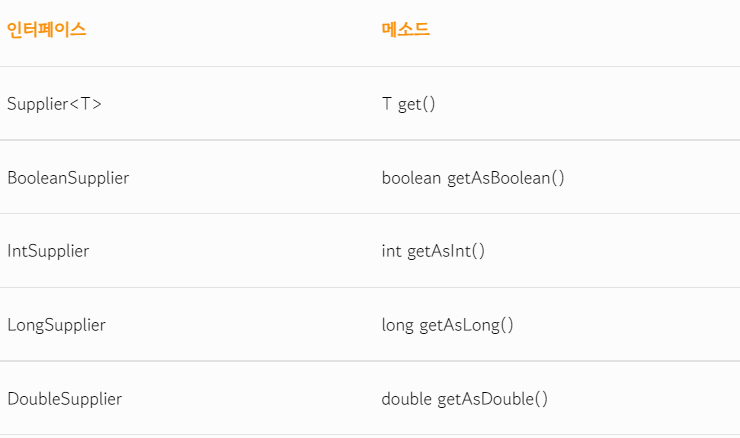 인터페이스 메소드
Supplier<T> T get()
BooleanSupplier boolean getAsBoolean()
IntSupplier int getAsInt()
LongSupplier long getAsLong()
DoubleSupplier double getAsDouble()